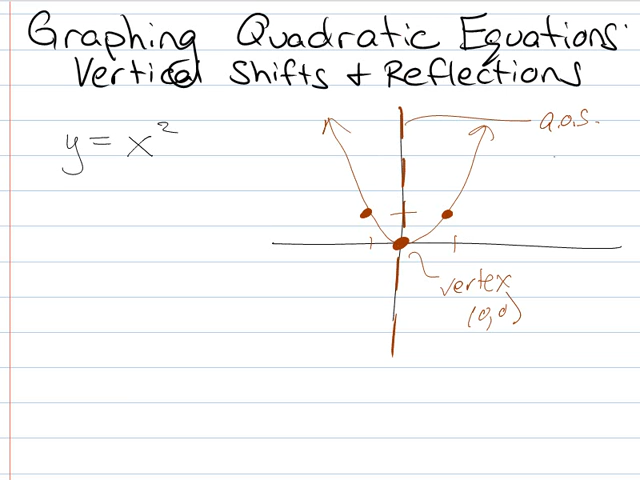 Graphing Quadratic Equations:
Vertical Shifts + Reflections
y = x²
a.o.s.
vertex
(0,0)